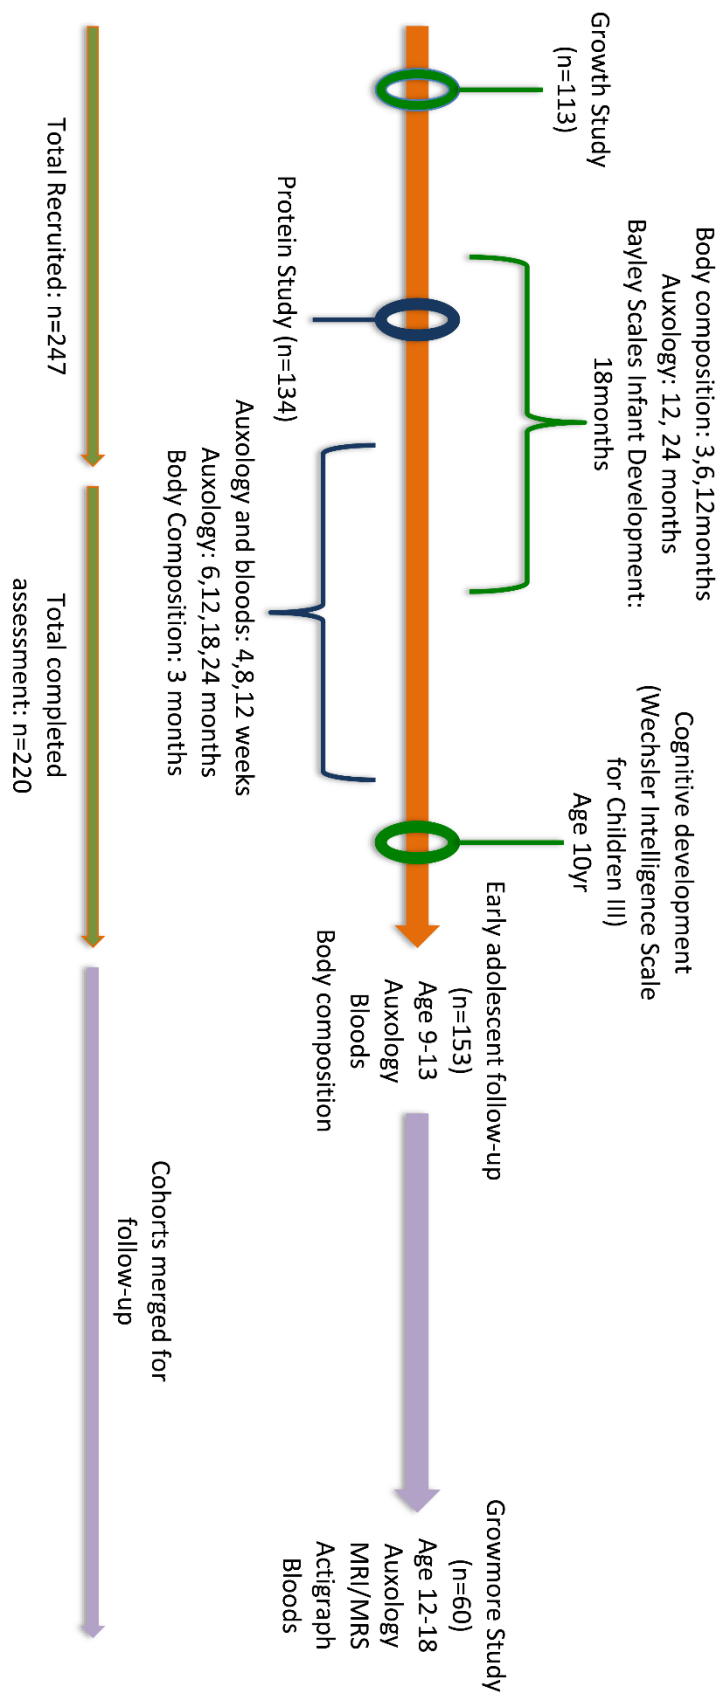 Growth Study
(n=113)
Body composition: 3,6,12months
Auxology: 12, 24 months
Bayley Scales Infant Development:
18months
Cognitive development
(Wechsler Intelligence Scale
for Children III)
Age 10yr
Protein Study (n=134)
Auxology and bloods: 4,8,12 weeks
Auxology: 6,12,18,24 months
Body Composition: 3 months
Early adolescent follow-up
(n=153)
Age 9-13
Auxology
Bloods
Body composition
Growmore Study
(n=60)
Age 12-18
Auxology
MRI/MRS
Actigraph
Bloods
Total Recruited: n=247
Total completed
assessment: n=220
Cohorts merged for
follow-up